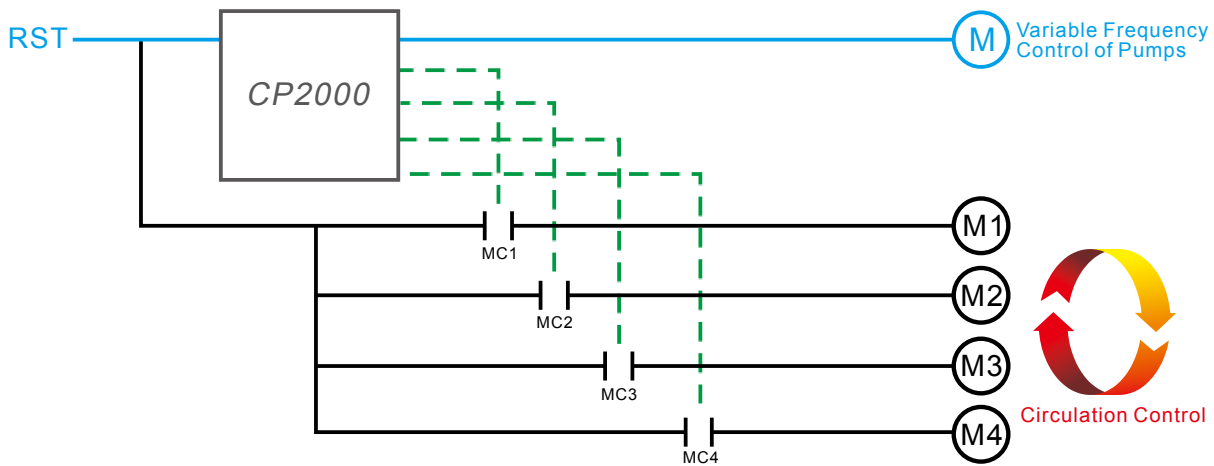 RST
CP2000
M
Variable Frequency
Control of Pumps
MC1
M1
MC2
M2
MC3
M3
MC4
M4
Circulation Control